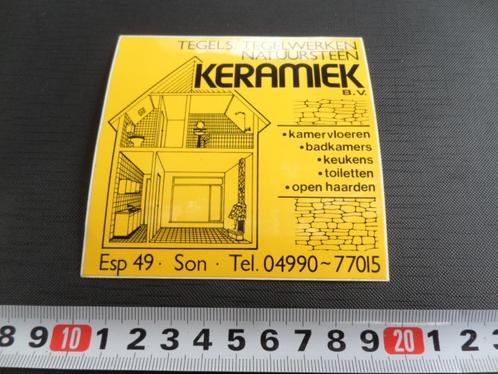 TEGELS, TEGELWERKEN
NATUURSTEEN
KERAMIEK
B.V.
• kamervloeren
• badkamers
• keukens
• toiletten
• open haarden
Esp 49 · Son · Tel. 04990~77015
8 9 10 1 2 3 4 5 6 7 8 9 20 1 2